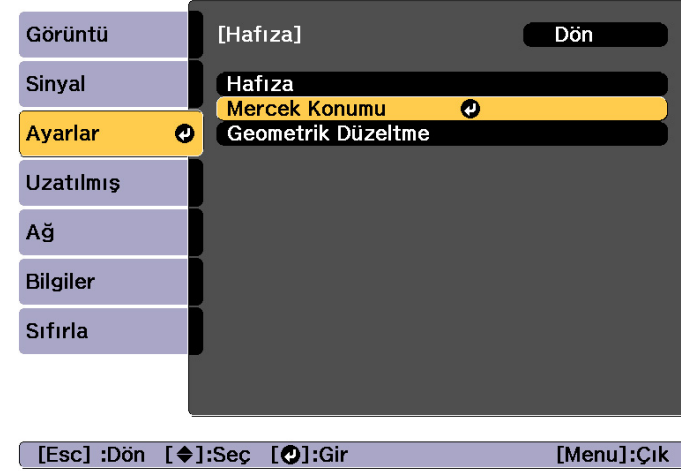 Görüntü
Sinyal
Ayarlar
Uzatılmış
Ağ
Bilgiler
Sıfırla
[Hafıza] Dön
Hafıza
Mercek Konumu
Geometrik Düzeltme
[Esc] :Dön [◆]:Seç [↵]:Gir [Menu]:Çık